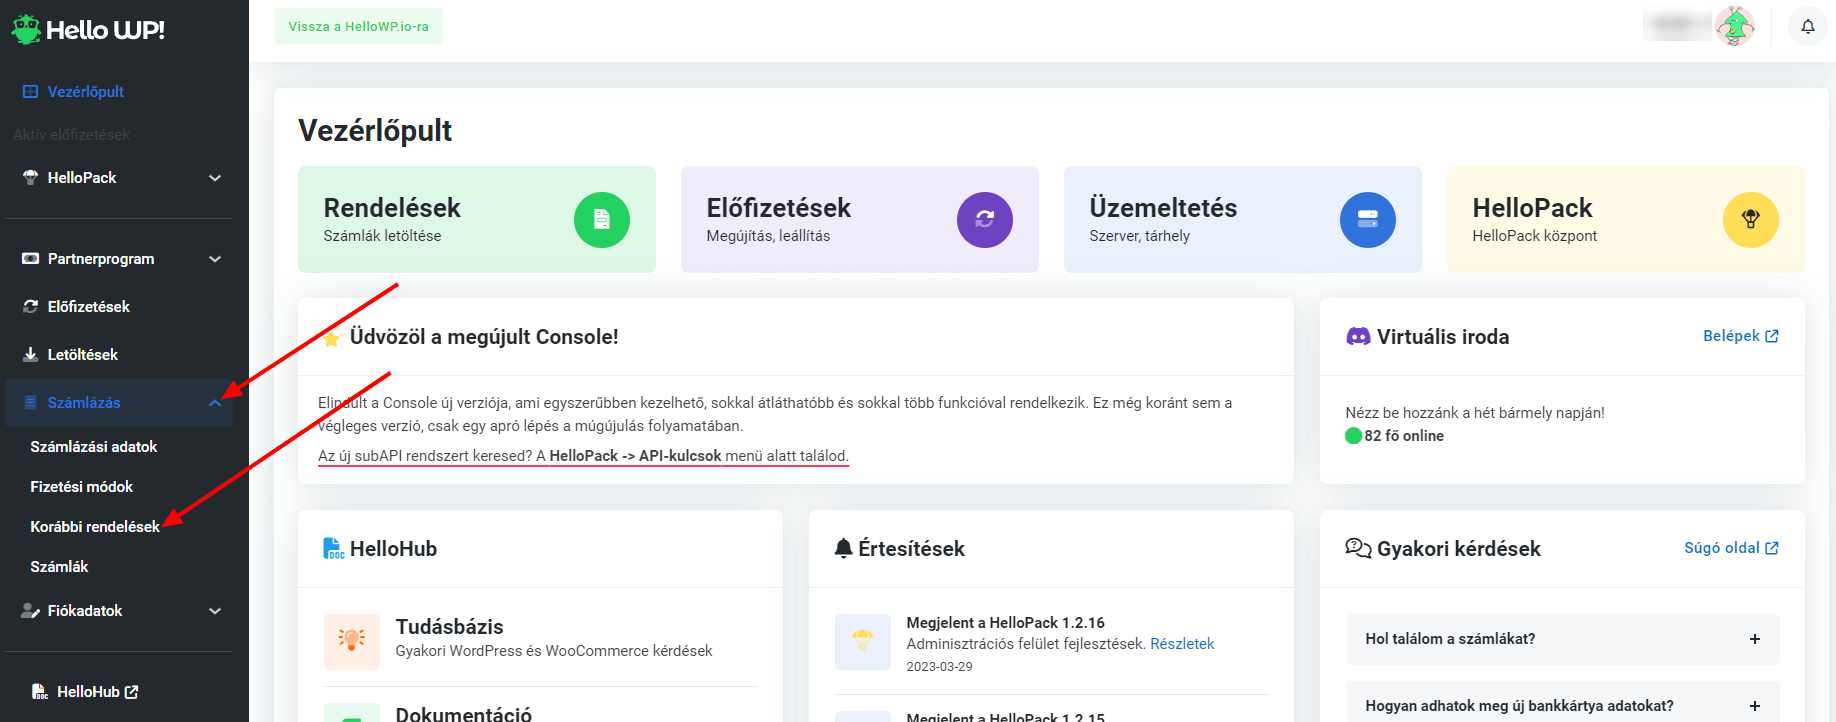 Hello WP!
Vissza a HelloWP.io-ra
Vezérlőpult
Aktív előfizetések
HelloPack
Partnerprogram
Előfizetések
Letöltések
Számlázás
Számlázási adatok
Fizetési módok
Korábbi rendelések
Számlák
Fiókadatok
HelloHub
Vezérlőpult
Rendelések
Számlák letöltése
Előfizetések
Megújítás, leállítás
Üzemeltetés
Szerver, tárhely
HelloPack
HelloPack központ
Üdvözöl a megújult Console!
Elindult a Console új verziója, ami egyszerűbben kezelhető, sokkal átláthatóbb és sokkal több funkcióval rendelkezik. Ez még koránt sem a
végleges verzió, csak egy apró lépés a múgújulás folyamatában.
Az új subAPI rendszert keresed? A HelloPack -> API-kulcsok menü alatt találod.
Virtuális iroda
Belépek
Nézz be hozzánk a hét bármely napján!
82 fő online
HelloHub
Tudásbázis
Gyakori WordPress és WooCommerce kérdések
Dokumentáció
Értesítések
Megjelent a HelloPack 1.2.16
Adminisztrációs felület fejlesztések. Részletek
2023-03-29
Megjelent a HelloPack 1.2.15
Gyakori kérdések
Súgó oldal
Hol találom a számlákat?
Hogyan adhatok meg új bankkártya adatokat?